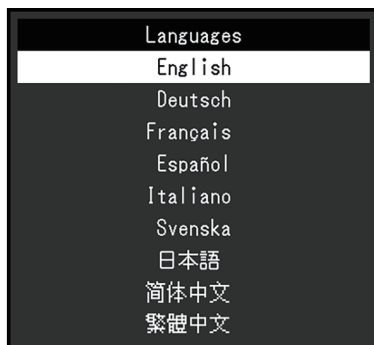 Languages
English
Deutsch
Français
Español
Italiano
Svenska
日本語
简体中文
繁體中文